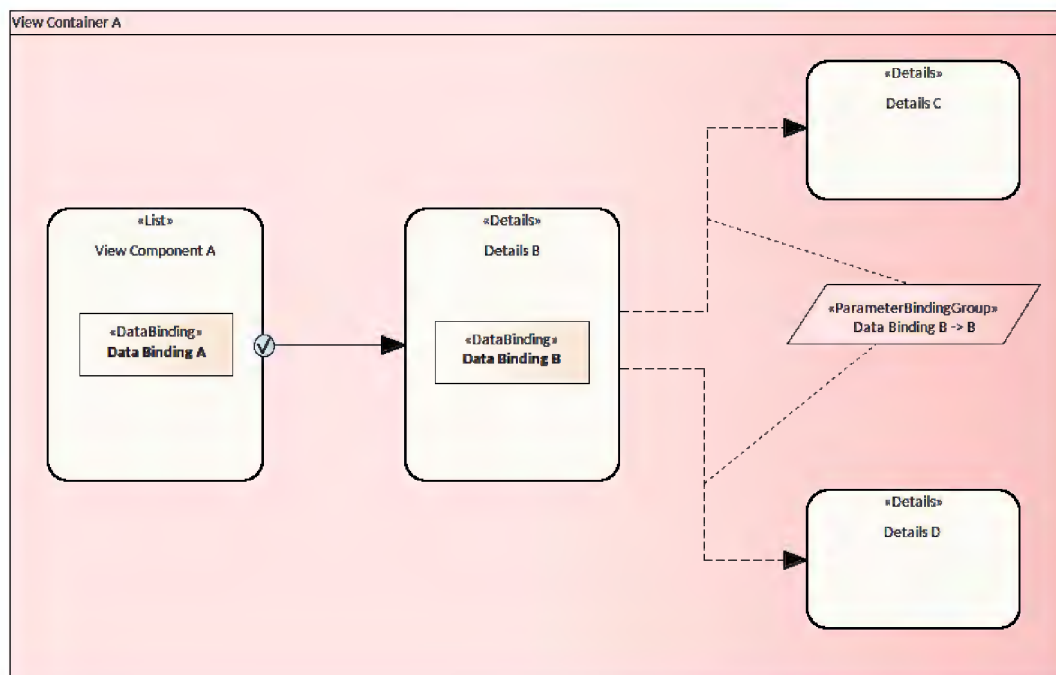 View Container A
«List»
View Component A
«DataBinding»
Data Binding A
«Details»
Details B
«DataBinding»
Data Binding B
«Details»
Details C
«ParameterBindingGroup»
Data Binding B -> B
«Details»
Details D